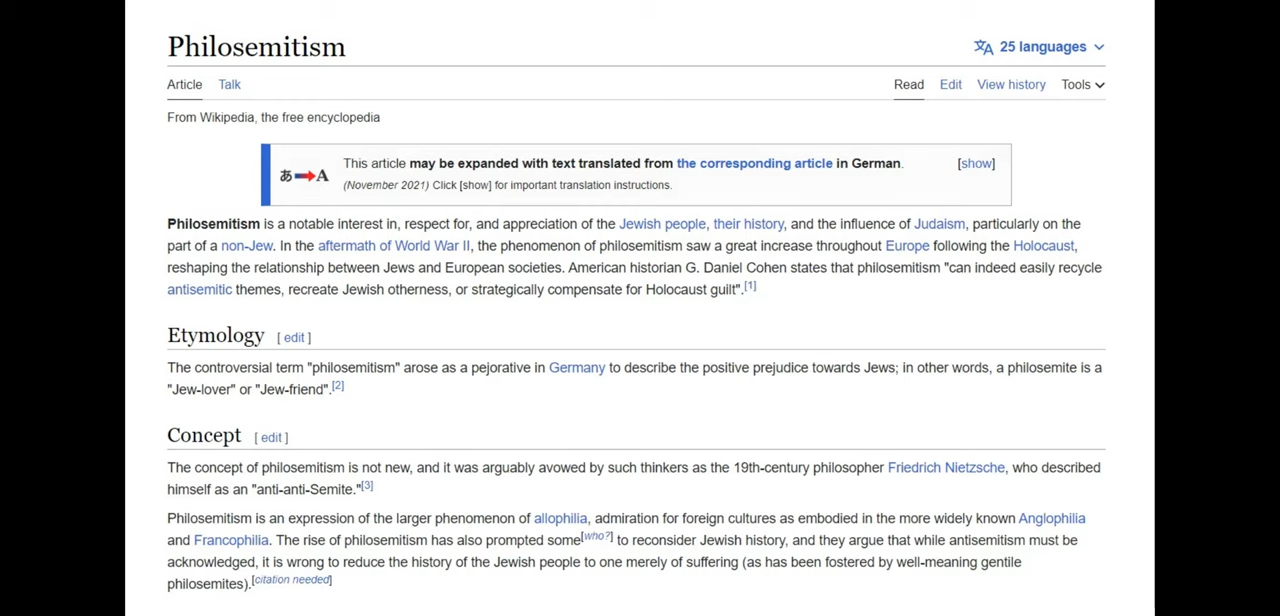 Philosemitism
25 languages
Article Talk Read Edit View history Tools
From Wikipedia, the free encyclopedia
This article may be expanded with text translated from the corresponding article in German. [show]
あ A
(November 2021) Click [show] for important translation instructions.
Philosemitism is a notable interest in, respect for, and appreciation of the Jewish people, their history, and the influence of Judaism, particularly on the
part of a non-Jew. In the aftermath of World War II, the phenomenon of philosemitism saw a great increase throughout Europe following the Holocaust,
reshaping the relationship between Jews and European societies. American historian G. Daniel Cohen states that philosemitism "can indeed easily recycle
antisemitic themes, recreate Jewish otherness, or strategically compensate for Holocaust guilt".[1]
Etymology [ edit ]
The controversial term "philosemitism" arose as a pejorative in Germany to describe the positive prejudice towards Jews; in other words, a philosemite is a
"Jew-lover" or "Jew-friend".[2]
Concept [ edit ]
The concept of philosemitism is not new, and it was arguably avowed by such thinkers as the 19th-century philosopher Friedrich Nietzsche, who described
himself as an "anti-anti-Semite."[3]
Philosemitism is an expression of the larger phenomenon of allophilia, admiration for foreign cultures as embodied in the more widely known Anglophilia
and Francophilia. The rise of philosemitism has also prompted some[who?] to reconsider Jewish history, and they argue that while antisemitism must be
acknowledged, it is wrong to reduce the history of the Jewish people to one merely of suffering (as has been fostered by well-meaning gentile
philosemites).[citation needed]